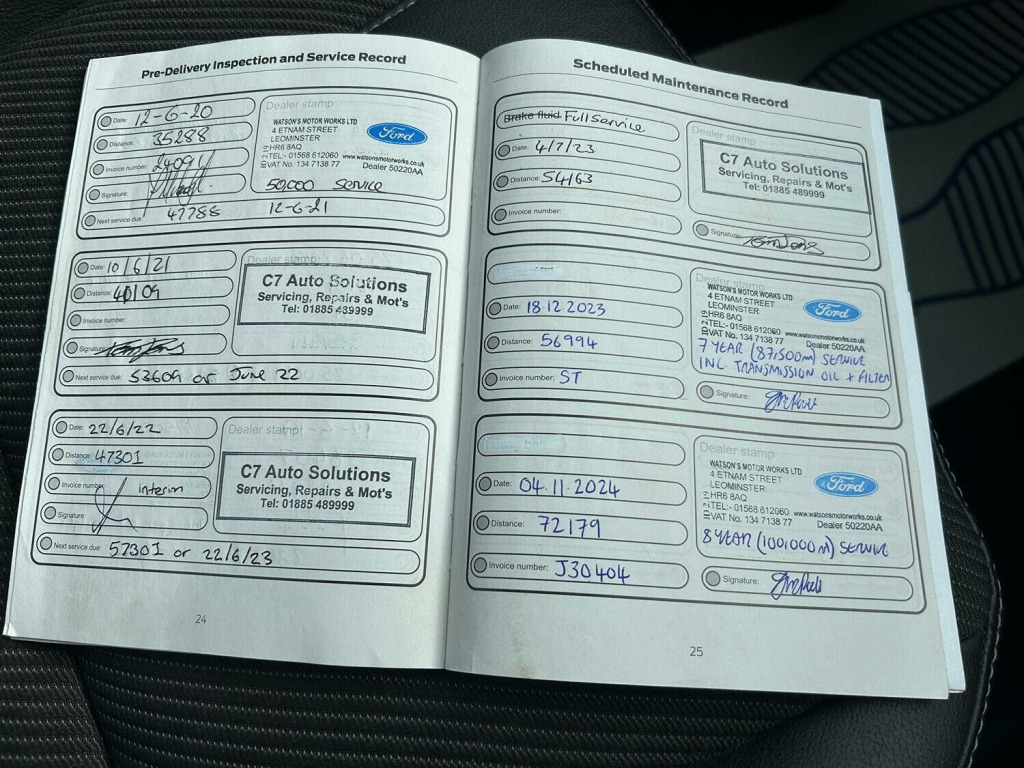 Pre-Delivery Inspection and Service Record
Date: 12-6-20
Distance: 35288
Invoice number:
Signature:
Next service due: 47788 12-6-21
Dealer stamp
WATSON'S MOTOR WORKS LTD
4 ETNAM STREET
LEOMINSTER
HR6 8AQ
TEL:- 01568 612060 www.watsonsmotorworks.co.uk
VAT No. 134 7138 77 Dealer 50220AA
Ford
50,000 SERVICE
Date: 10/6/21
Distance: 40109
Invoice number:
Signature:
Next service due: 53609 or June 22
Dealer stamp
C7 Auto Solutions
Servicing, Repairs & Mot's
Tel: 01885 489999
Date: 22/6/22
Distance: 47301
Invoice number: interim
Signature:
Next service due: 57301 or 22/6/23
Dealer stamp
C7 Auto Solutions
Servicing, Repairs & Mot's
Tel: 01885 489999
24
Scheduled Maintenance Record
Brake fluid Full Service
Date: 4/7/23
Distance: 54163
Invoice number:
Dealer stamp
C7 Auto Solutions
Servicing, Repairs & Mot's
Tel: 01885 489999
Signature:
Date: 18.12.2023
Distance: 56994
Invoice number: ST
Dealer stamp
WATSON'S MOTOR WORKS LTD
4 ETNAM STREET
LEOMINSTER
HR6 8AQ
TEL:- 01568 612060 www.watsonsmotorworks.co.uk
VAT No. 134 7138 77 Dealer 50220AA
Ford
7 YEAR (87,500m) SERVICE
INC TRANSMISSION OIL + FILTER
Signature:
Date: 04.11.2024
Distance: 72179
Invoice number: J30404
Dealer stamp
WATSON'S MOTOR WORKS LTD
4 ETNAM STREET
LEOMINSTER
HR6 8AQ
TEL:- 01568 612060 www.watsonsmotorworks.co.uk
VAT No. 134 7138 77 Dealer 50220AA
Ford
8 YEAR (100,000m) SERVICE
Signature:
25